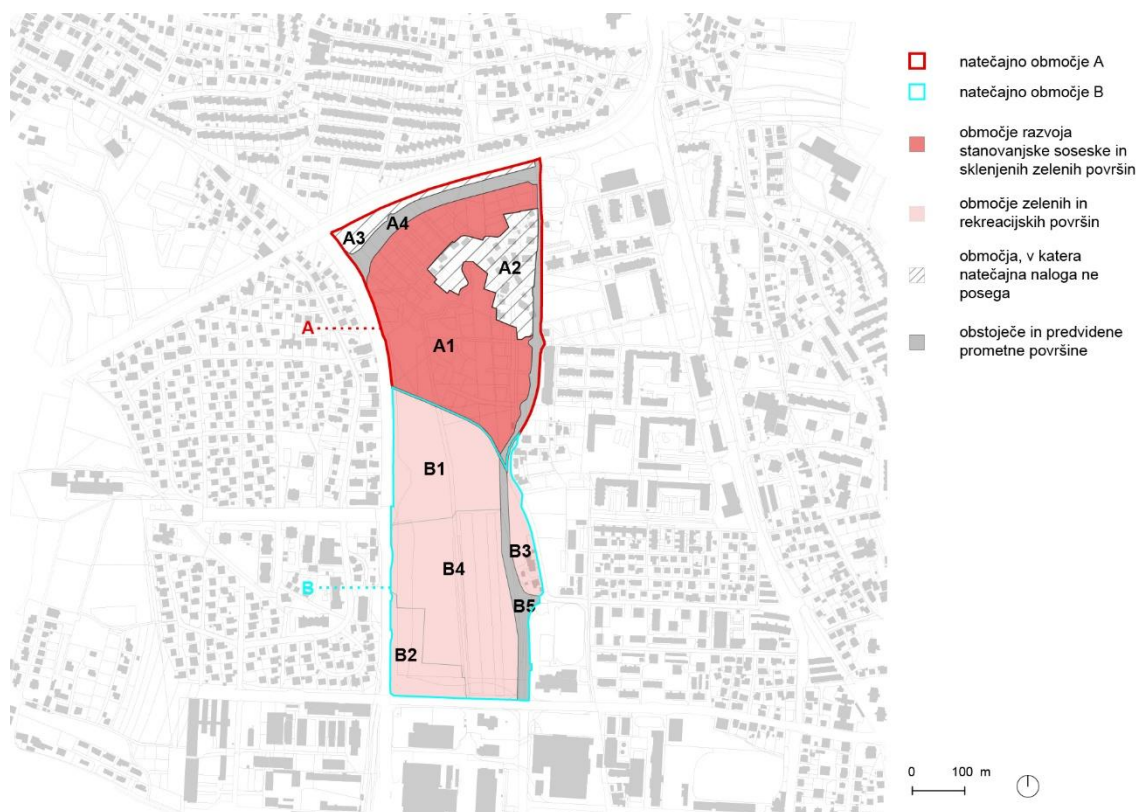 A3
A4
A2
A
A1
B1
B3
B4
B
B5
B2
natečajno območje A
natečajno območje B
območje razvoja
stanovanjske soseske in
sklenjenih zelenih površin
območje zelenih in
rekreacijskih površin
območja, v katera
natečajna naloga ne
posega
obstoječe in predvidene
prometne površine
0 100 m